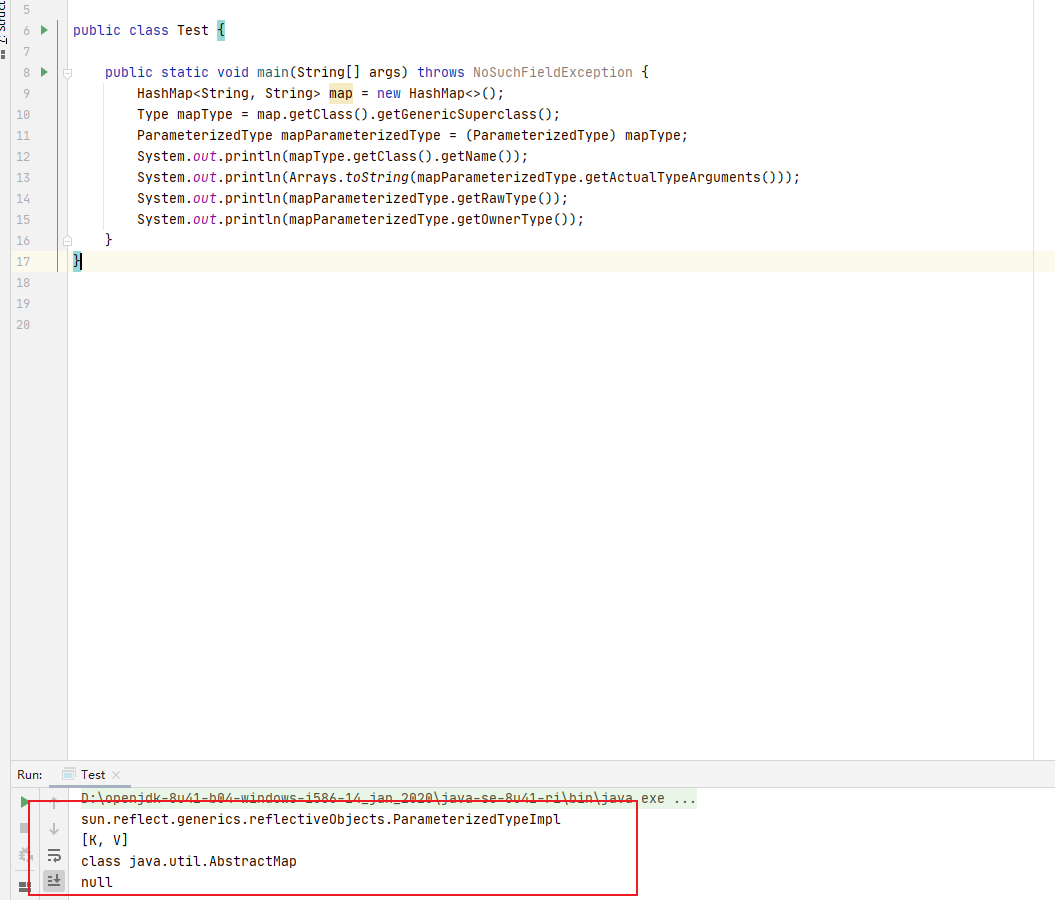 5
6 public class Test {
7
8 public static void main(String[] args) throws NoSuchFieldException {
9 HashMap<String, String> map = new HashMap<>();
10 Type mapType = map.getClass().getGenericSuperclass();
11 ParameterizedType mapParameterizedType = (ParameterizedType) mapType;
12 System.out.println(mapType.getClass().getName());
13 System.out.println(Arrays.toString(mapParameterizedType.getActualTypeArguments()));
14 System.out.println(mapParameterizedType.getRawType());
15 System.out.println(mapParameterizedType.getOwnerType());
16 }
17 }
18
19
20
Run: Test
D:\openjdk-8u41-b04-windows-i586-14_jan_2020\java-se-8u41-ri\bin\java.exe ...
sun.reflect.generics.reflectiveObjects.ParameterizedTypeImpl
[K, V]
class java.util.AbstractMap
null